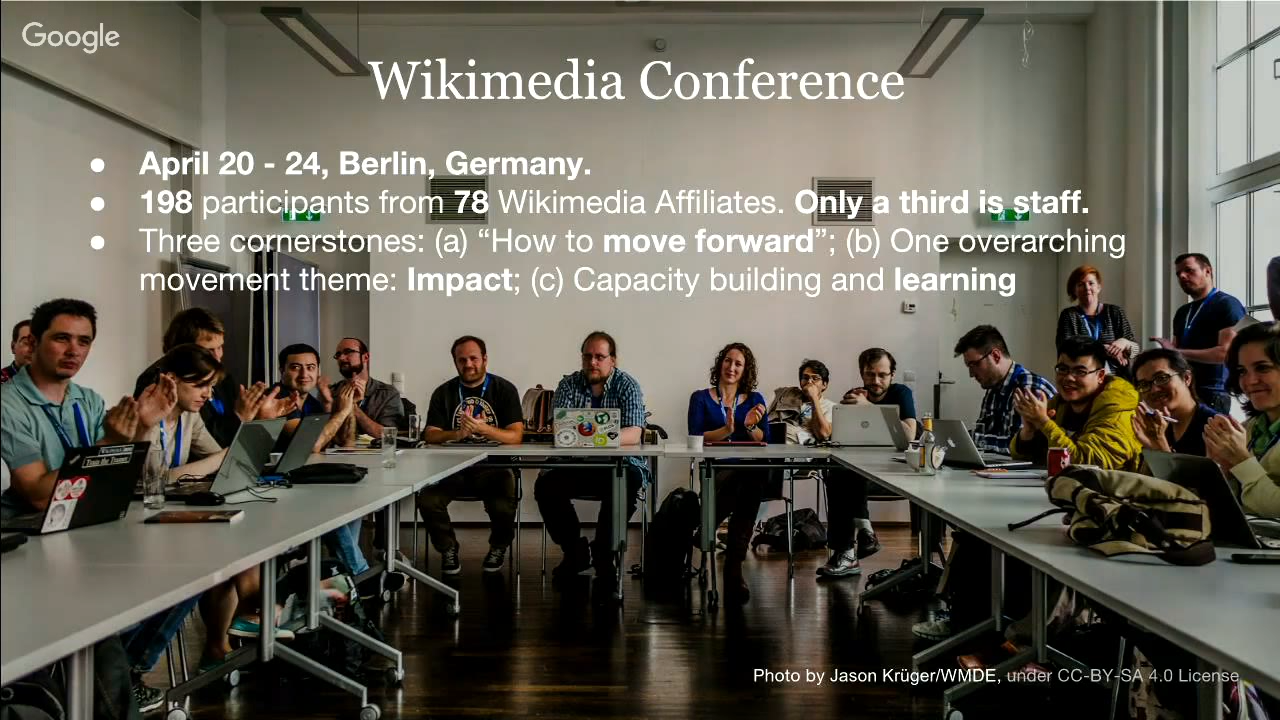 Google
Wikimedia Conference
● April 20 - 24, Berlin, Germany.
● 198 participants from 78 Wikimedia Affiliates. Only a third is staff.
● Three cornerstones: (a) “How to move forward”; (b) One overarching
movement theme: Impact; (c) Capacity building and learning
Photo by Jason Krüger/WMDE, under CC-BY-SA 4.0 License